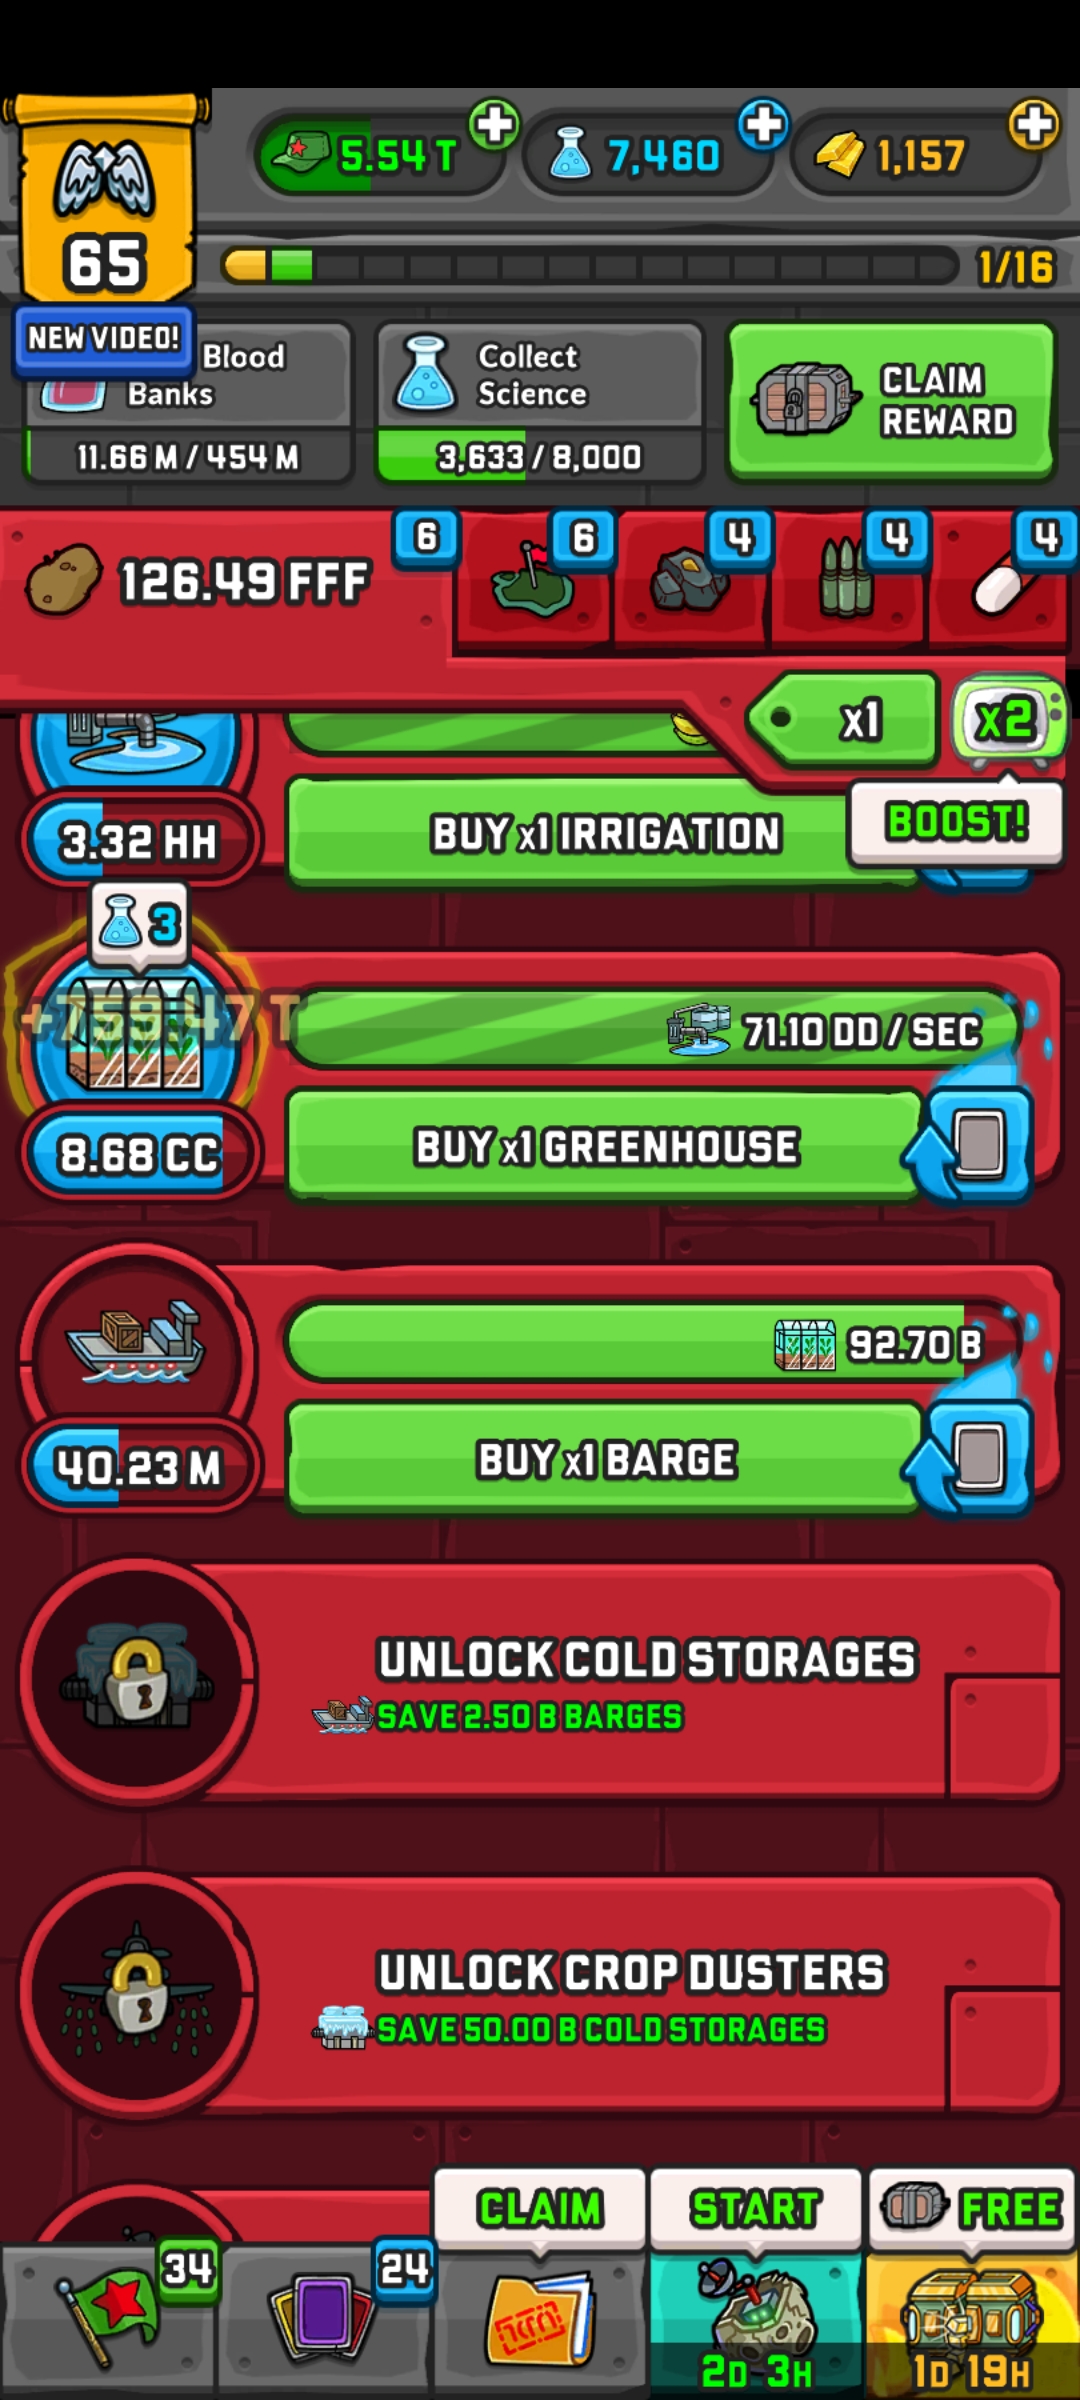 5.54 T
7,460
1,157
65
1/16
NEW VIDEO!
Blood
Banks
11.66 M / 454 M
Collect
Science
3,633 / 8,000
CLAIM
REWARD
126.49 FFF
6
6
4
4
4
x1
x2
BOOST!
3.32 HH
BUY x1 IRRIGATION
3
+759.47 T
71.10 DD / SEC
8.68 CC
BUY x1 GREENHOUSE
92.70 B
40.23 M
BUY x1 BARGE
UNLOCK COLD STORAGES
SAVE 2.50 B BARGES
UNLOCK CROP DUSTERS
SAVE 50.00 B COLD STORAGES
CLAIM
START
FREE
34
24
2D 3H
1D 19H